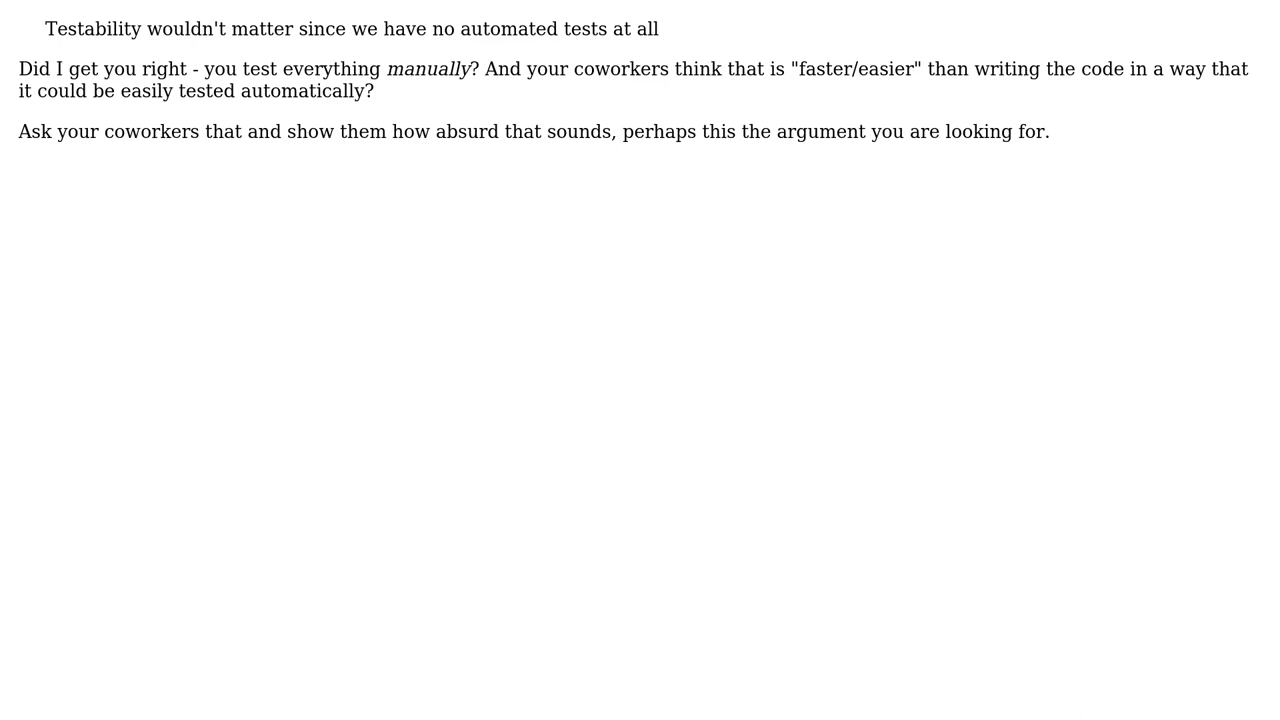 Testability wouldn't matter since we have no automated tests at all
Did I get you right - you test everything manually? And your coworkers think that is "faster/easier" than writing the code in a way that
it could be easily tested automatically?
Ask your coworkers that and show them how absurd that sounds, perhaps this the argument you are looking for.